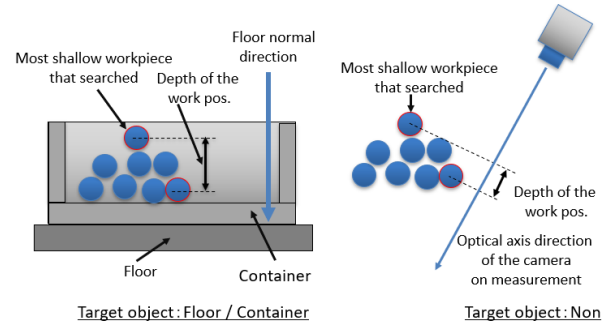 Floor normal
direction
Most shallow workpiece
that searched
Depth of the
work pos.
Floor
Container
Target object : Floor / Container
Most shallow workpiece
that searched
Depth of the
work pos.
Optical axis direction
of the camera
on measurement
Target object : Non